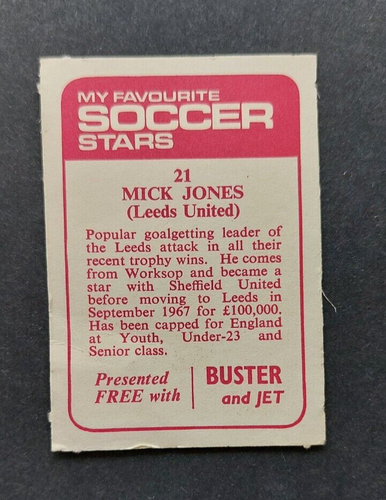 MY FAVOURITE
SOCCER
STARS
21
MICK JONES
(Leeds United)
Popular goalgetting leader of
the Leeds attack in all their
recent trophy wins. He comes
from Worksop and became a
star with Sheffield United
before moving to Leeds in
September 1967 for £100,000.
Has been capped for England
at Youth, Under-23 and
Senior class.
Presented
FREE with
BUSTER
and JET